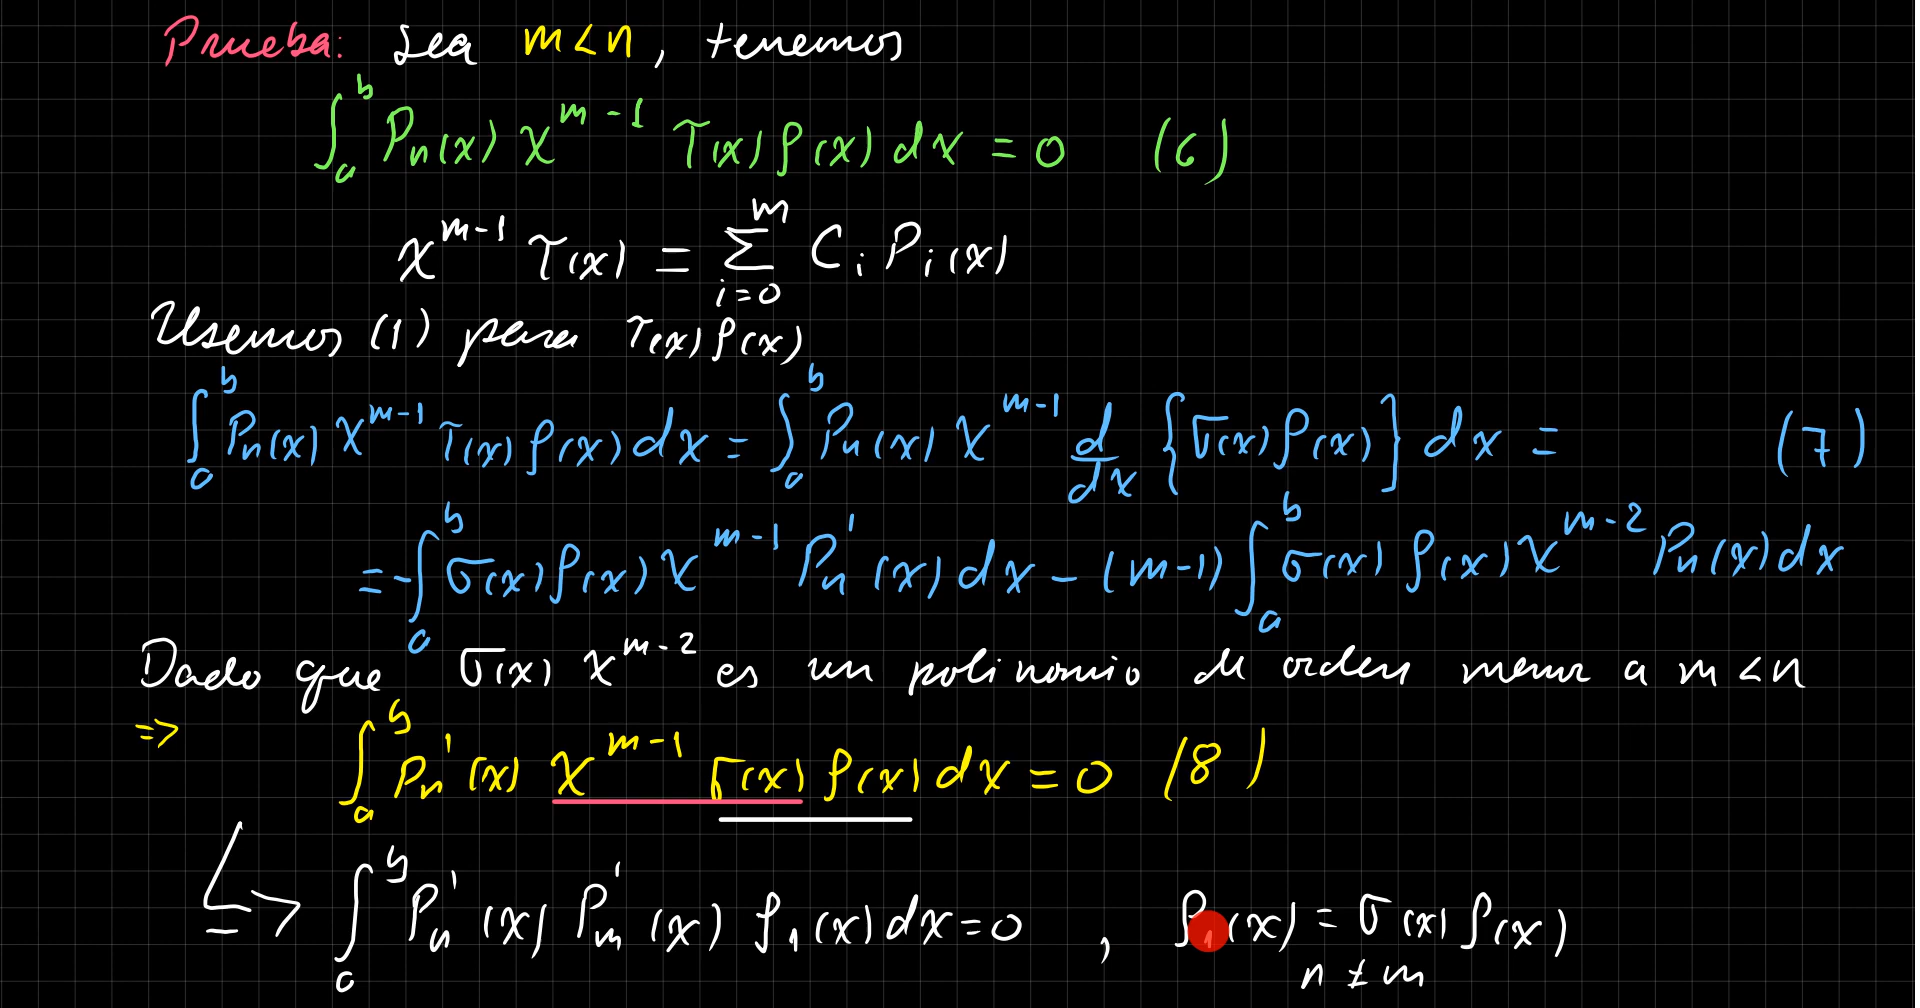 Prueba: Sea m<n, tenemos
∫_a^b P_n(x) x^{m-1} τ(x) ρ(x) dx = 0 (6)
x^{m-1} τ(x) = Σ_{i=0}^m C_i P_i(x)
Usemos (1) para τ(x) ρ(x)
∫_a^b P_n(x) x^{m-1} τ(x) ρ(x) dx = ∫_a^b P_n(x) x^{m-1} d/dx {σ(x) ρ(x)} dx = (7)
= -∫_a^b σ(x) ρ(x) x^{m-1} P_n'(x) dx - (m-1) ∫_a^b σ(x) ρ(x) x^{m-2} P_n(x) dx
Dado que σ(x) x^{m-2} es un polinomio de orden menor a m<n
=> ∫_a^b P_n'(x) x^{m-1} σ(x) ρ(x) dx = 0 (8)
∫_a^b P_n'(x) P_m'(x) ρ_1(x) dx = 0 , ρ_1(x) = σ(x) ρ(x)
n ≠ m